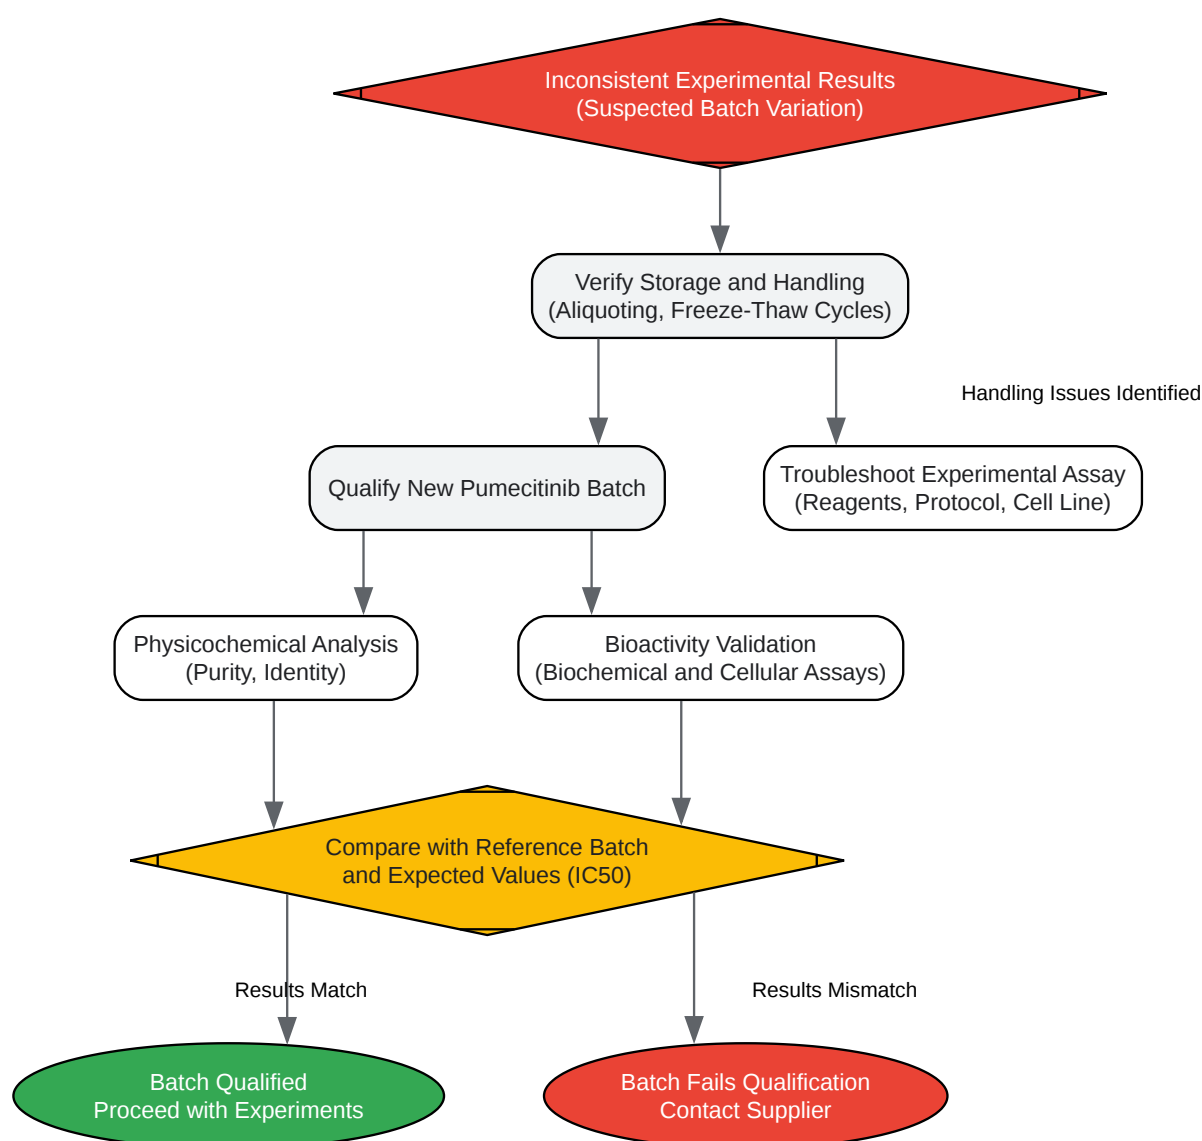 Inconsistent Experimental Results
(Suspected Batch Variation)
Verify Storage and Handling
(Aliquoting, Freeze-Thaw Cycles)
Handling Issues Identified
Qualify New Pumecitinib Batch
Troubleshoot Experimental Assay
(Reagents, Protocol, Cell Line)
Physicochemical Analysis
(Purity, Identity)
Bioactivity Validation
(Biochemical and Cellular Assays)
Compare with Reference Batch
and Expected Values (IC50)
Results Match
Results Mismatch
Batch Qualified
Proceed with Experiments
Batch Fails Qualification
Contact Supplier